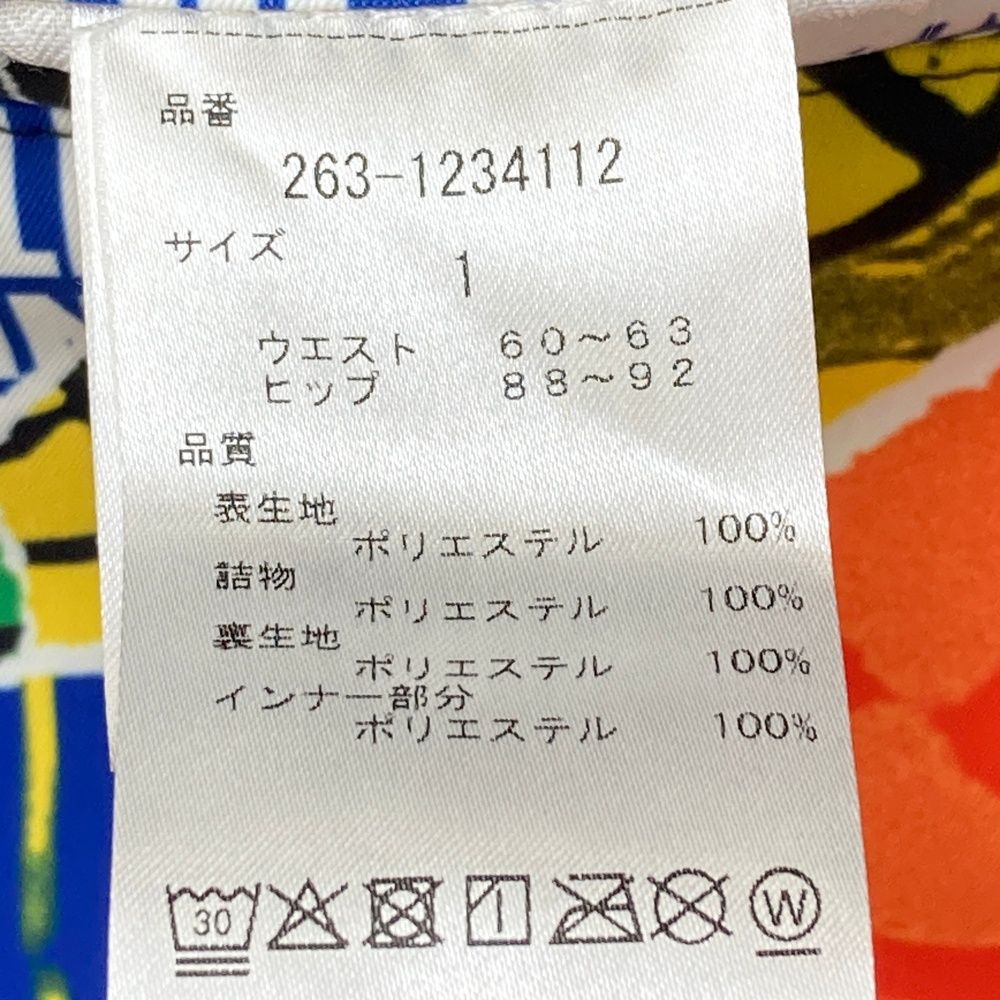 品番
263-1234112
サイズ
1
ウエスト 60～63
ヒップ 88～92
品質
表生地
ポリエステル 100%
詰物
ポリエステル 100%
裏生地
ポリエステル 100%
インナー部分
ポリエステル 100%
30 W